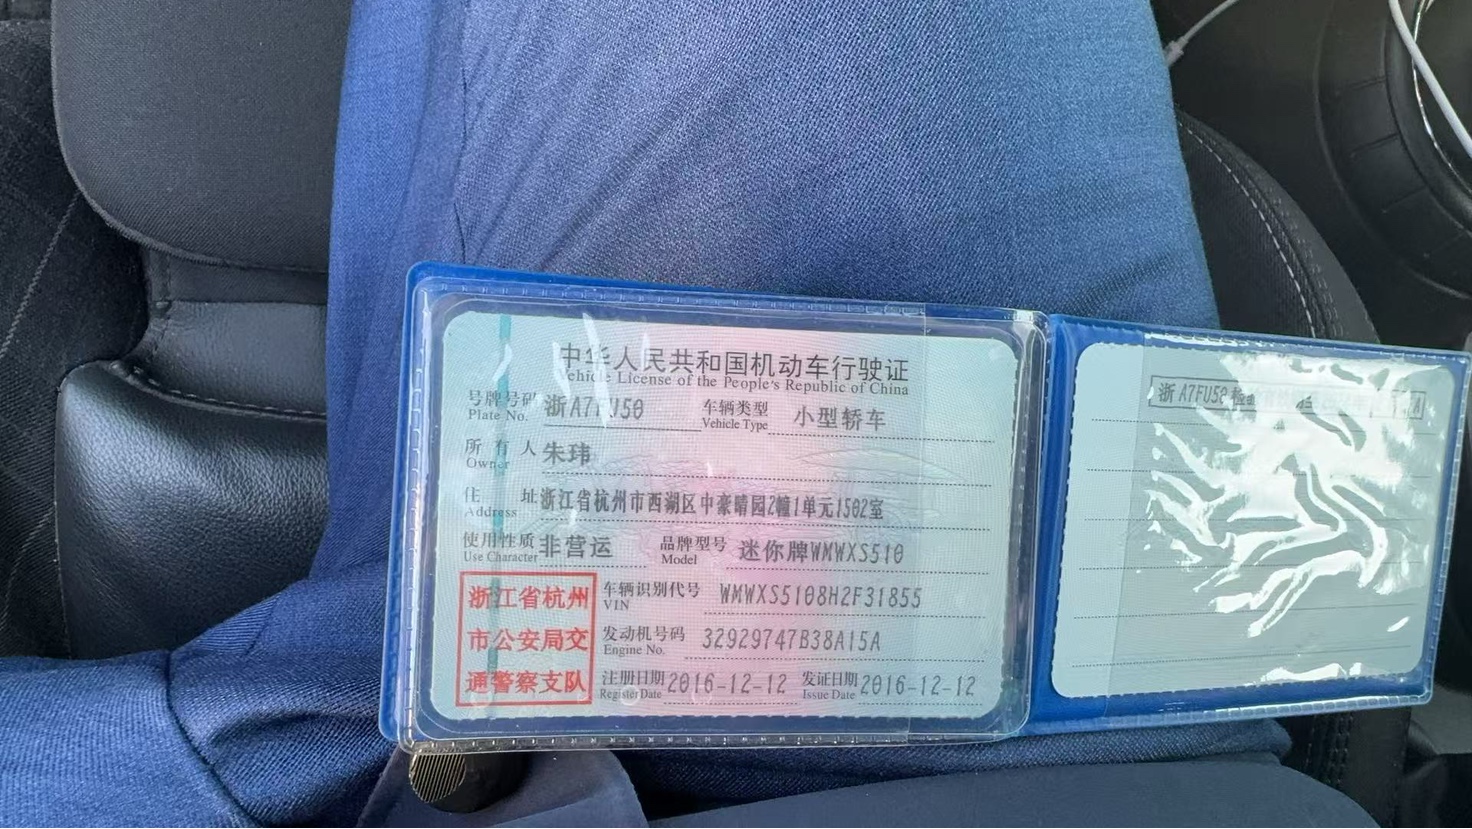 中华人民共和国机动车行驶证
Vehicle License of the People's Republic of China
号牌号码 浙A7FU50 车辆类型 小型轿车
Plate No. Vehicle Type
所有人 朱玮
Owner
住址 浙江省杭州市西湖区中豪晴园2幢1单元1502室
Address
使用性质 非营运 品牌型号 迷你牌WMWXS510
Use Character Model
浙江省杭州市公安局交通警察支队
车辆识别代号 WMWXS5108H2F31855
VIN
发动机号码 32929747B38A15A
Engine No.
注册日期 2016-12-12 发证日期 2016-12-12
Register Date Issue Date
浙A7FU50